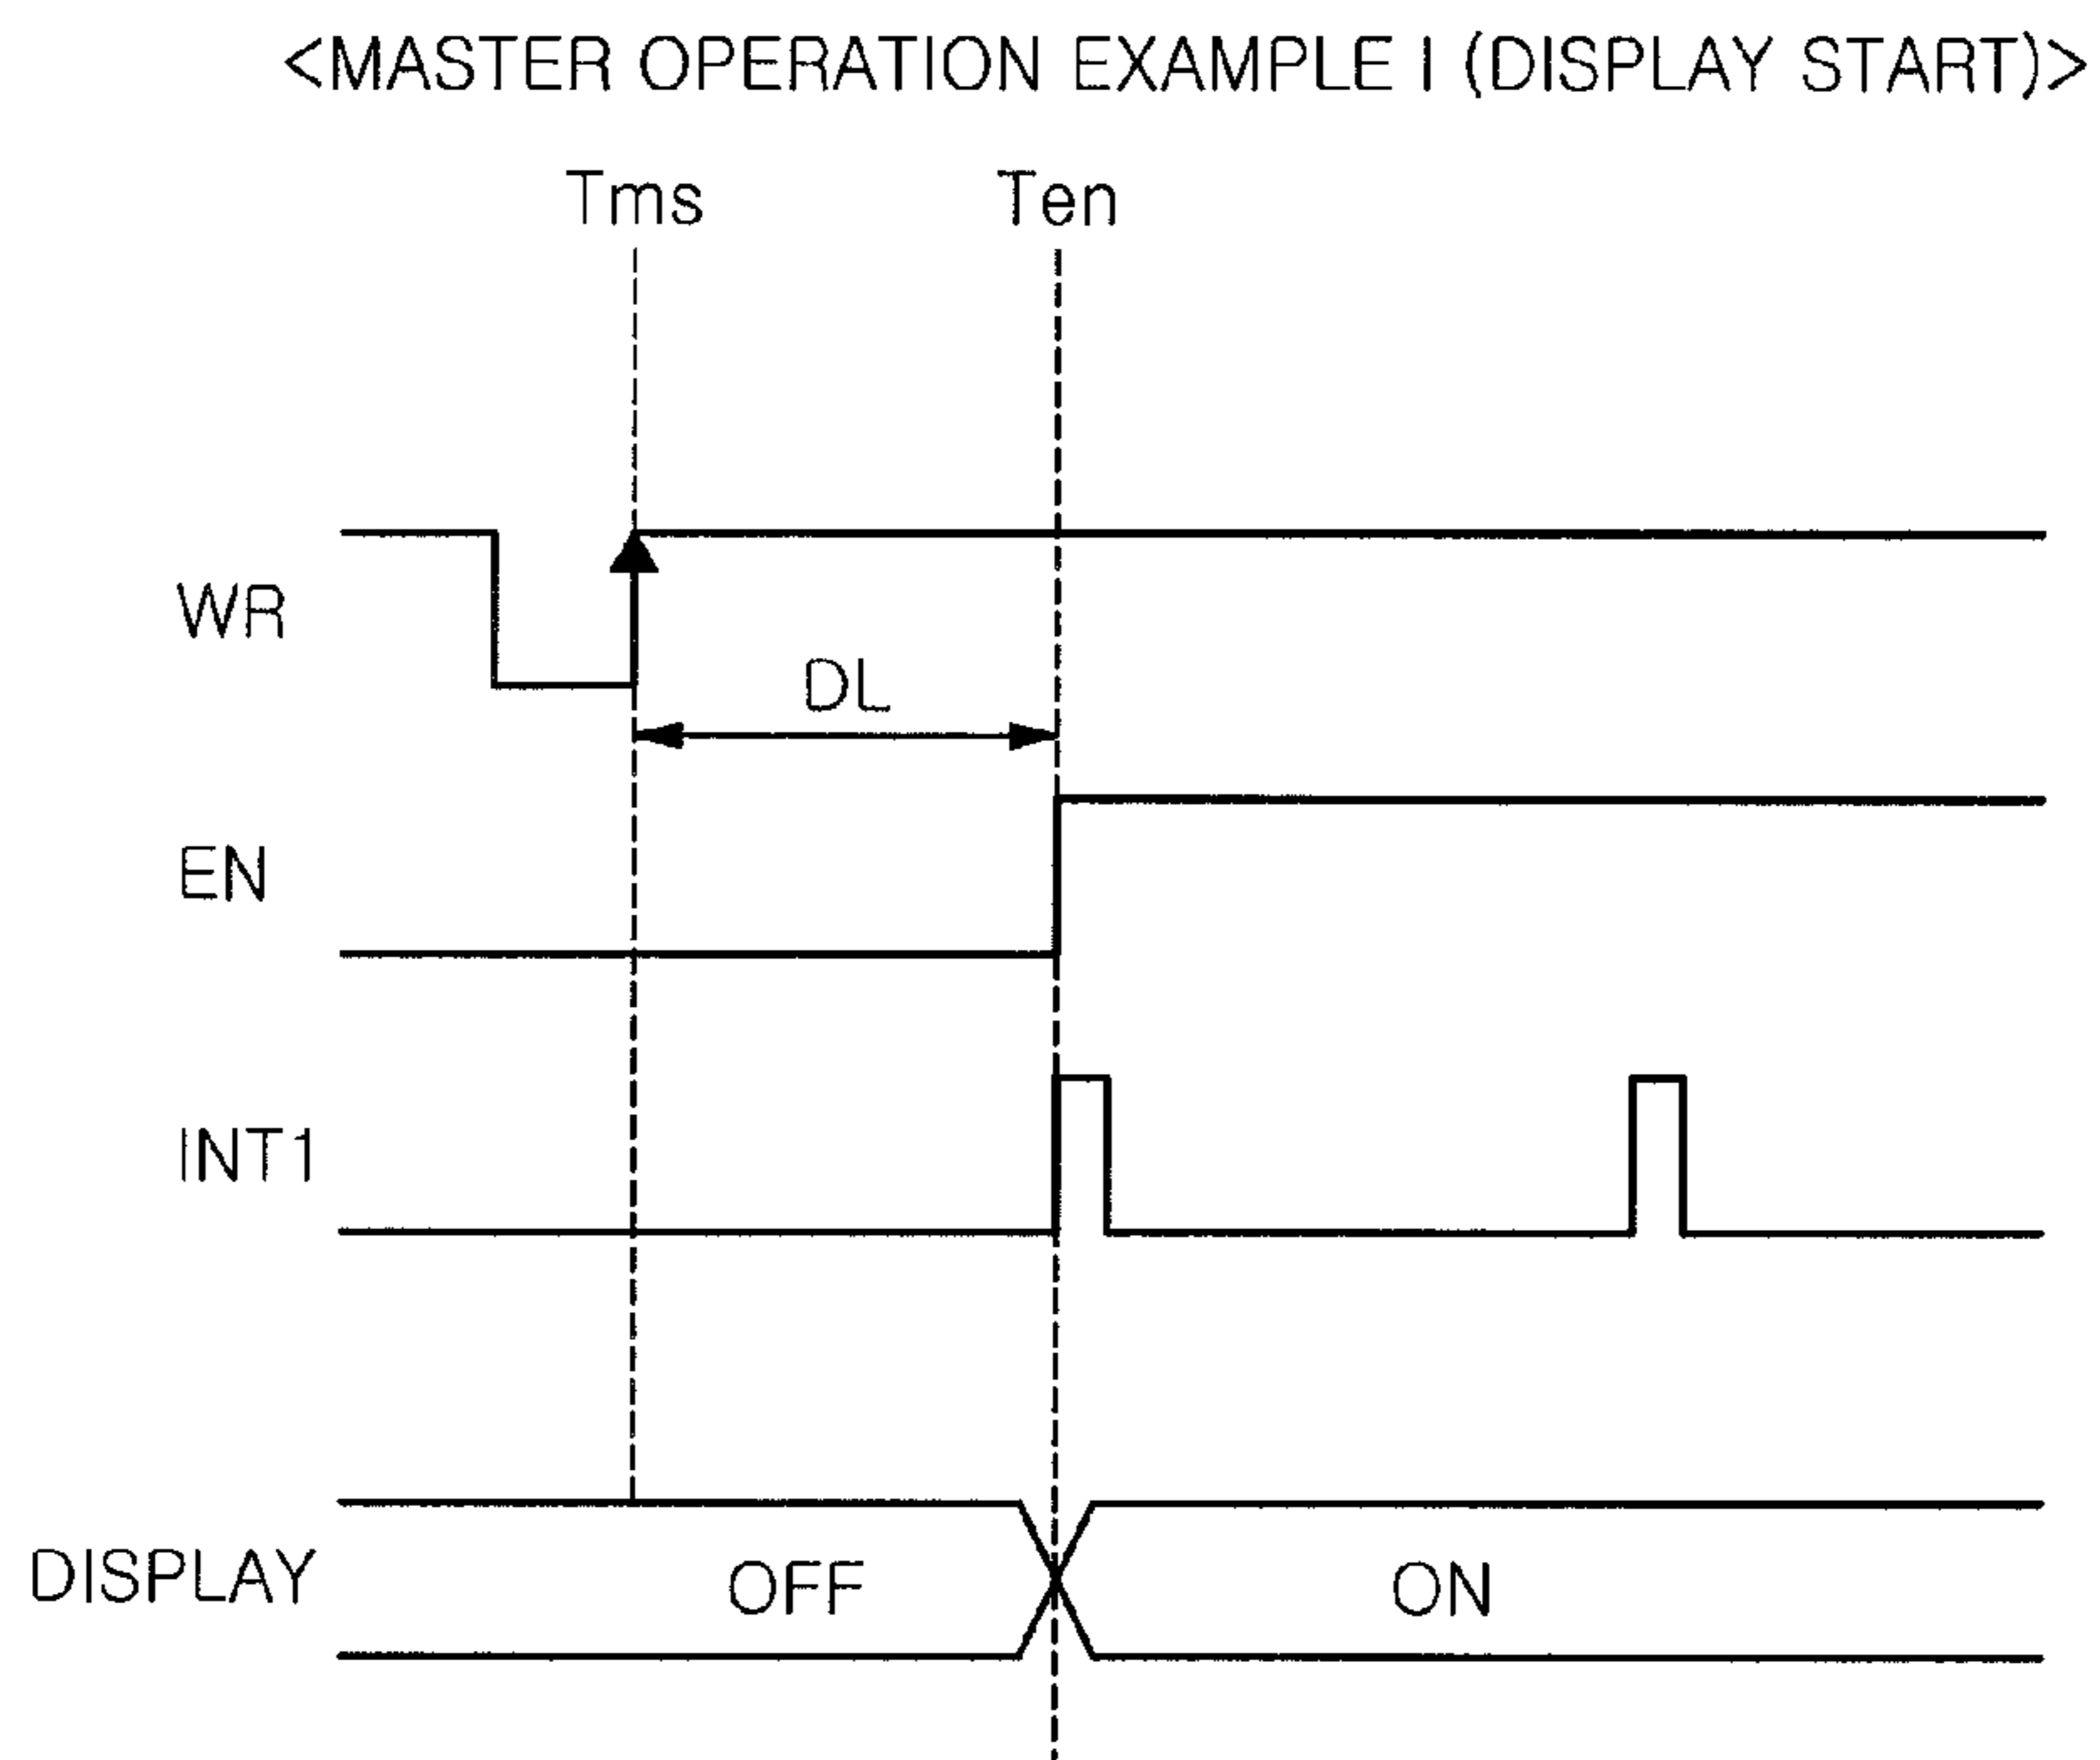 <MASTER OPERATION EXAMPLE I (DISPLAY START)>
Tms Ten
WR
DL
EN
INT1
DISPLAY OFF ON